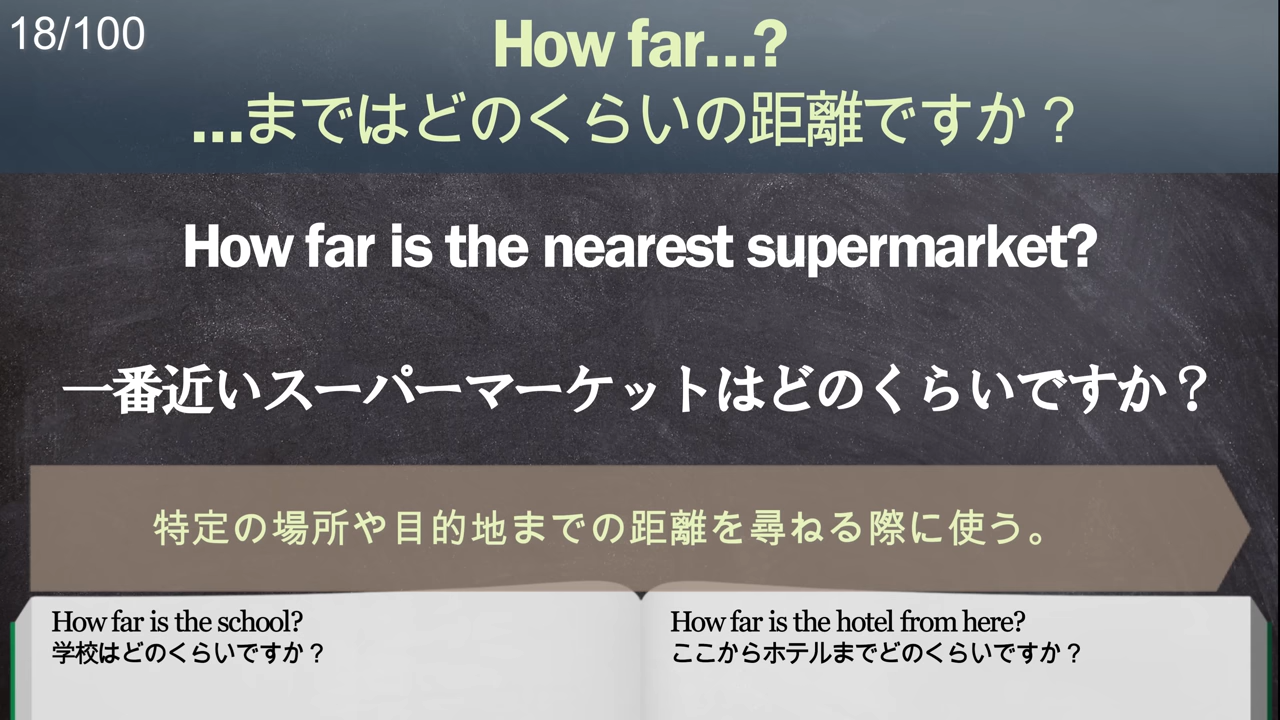 18/100
How far...?
...まではどのくらいの距離ですか？
How far is the nearest supermarket?
一番近いスーパーマーケットはどのくらいですか？
特定の場所や目的地までの距離を尋ねる際に使う。
How far is the school?
学校はどのくらいですか？
How far is the hotel from here?
ここからホテルまでどのくらいですか？